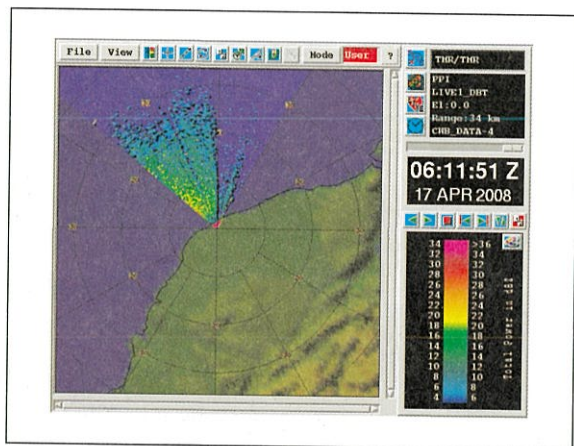 File View Node User ?
THR/THR
PPI
LIVE1_DBT
El:0.0
Range:34 km
CHB_DATA-4
06:11:51 Z
17 APR 2008
34 >36
32 34
30 32
28 30
26 28
24 26
22 24
20 22
18 20
16 18
14 16
12 14
10 12
8 10
6 8
4 6
Total Power in dBZ